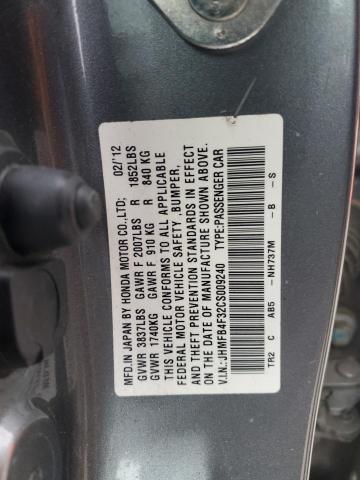 MFD.IN JAPAN BY HONDA MOTOR CO.,LTD; 02/'12
GVWR 3837LBS GAWR F 2007LBS R 1852LBS
GVWR 1740KG GAWR F 910 KG R 840 KG
THIS VEHICLE CONFORMS TO ALL APPLICABLE
FEDERAL MOTOR VEHICLE SAFETY ,BUMPER,
AND THEFT PREVENTION STANDARDS IN EFFECT
ON THE DATE OF MANUFACTURE SHOWN ABOVE.
V.I.N.:JHMFB4F32CS009240 TYPE:PASSENGER CAR
TR2 C AB5 -NH737M -B -S